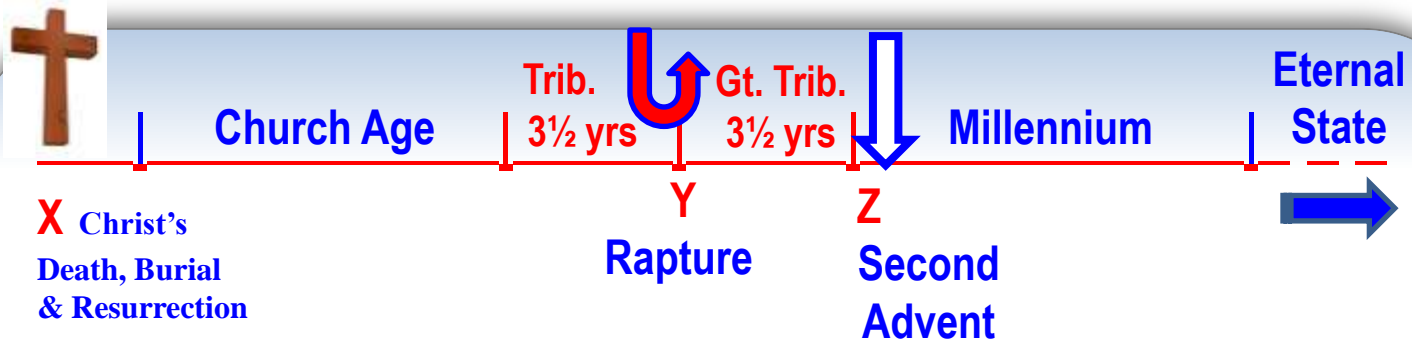 Church Age
Trib.
3½ yrs
Gt. Trib.
3½ yrs
Millennium
Eternal
State
X Christ’s
Death, Burial
& Resurrection
Y
Rapture
Z
Second
Advent